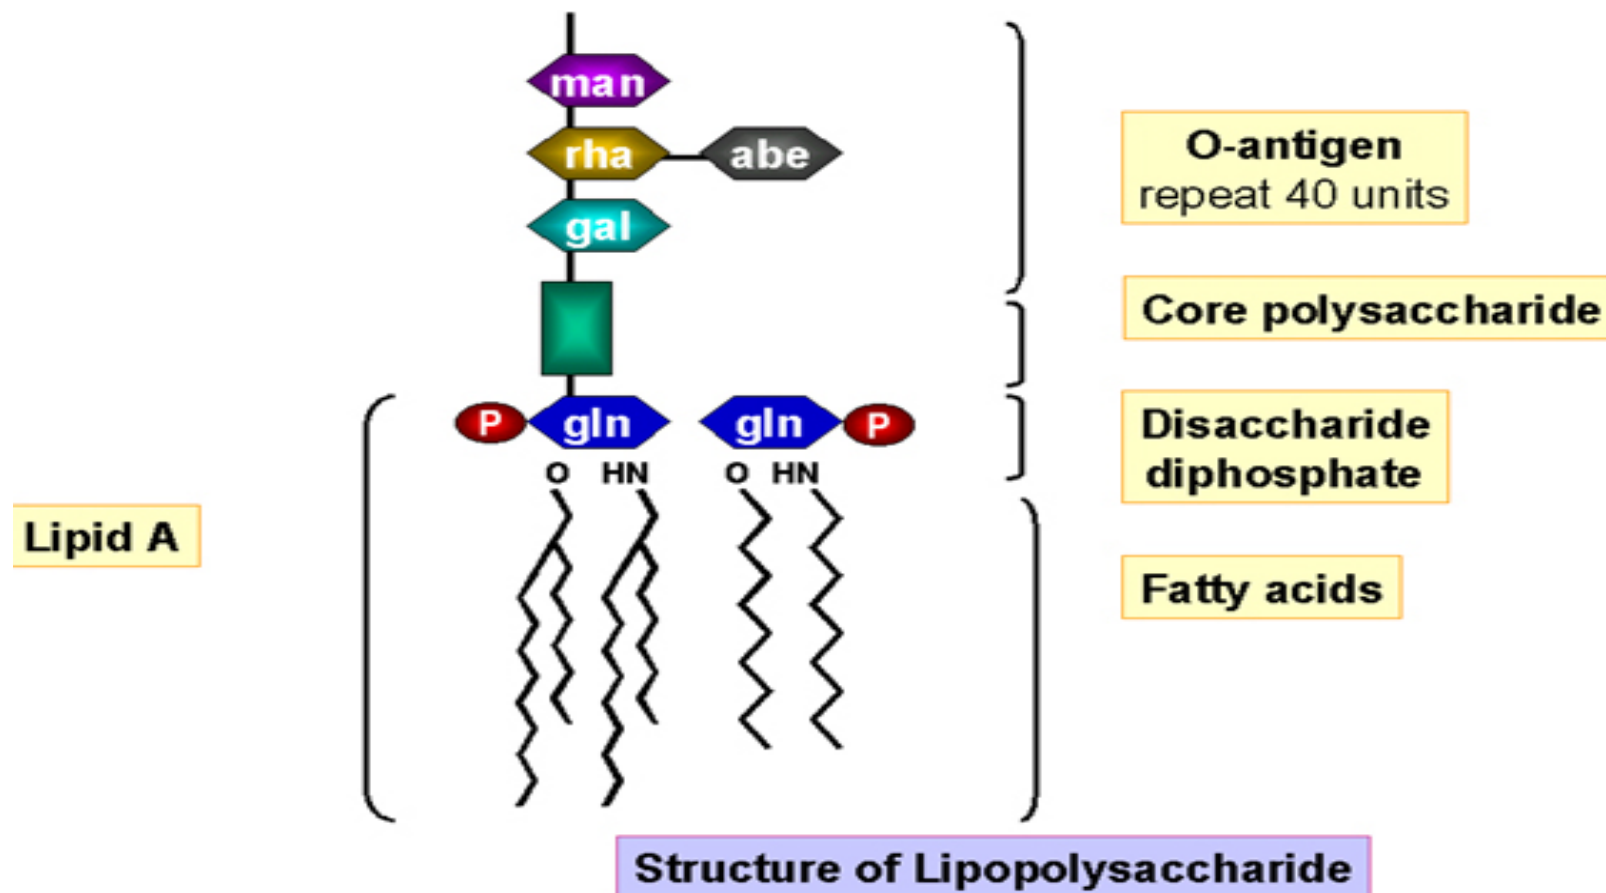 man
rha abe
gal
P gln gln P
O HN O HN
O-antigen
repeat 40 units
Core polysaccharide
Disaccharide
diphosphate
Lipid A
Fatty acids
Structure of Lipopolysaccharide